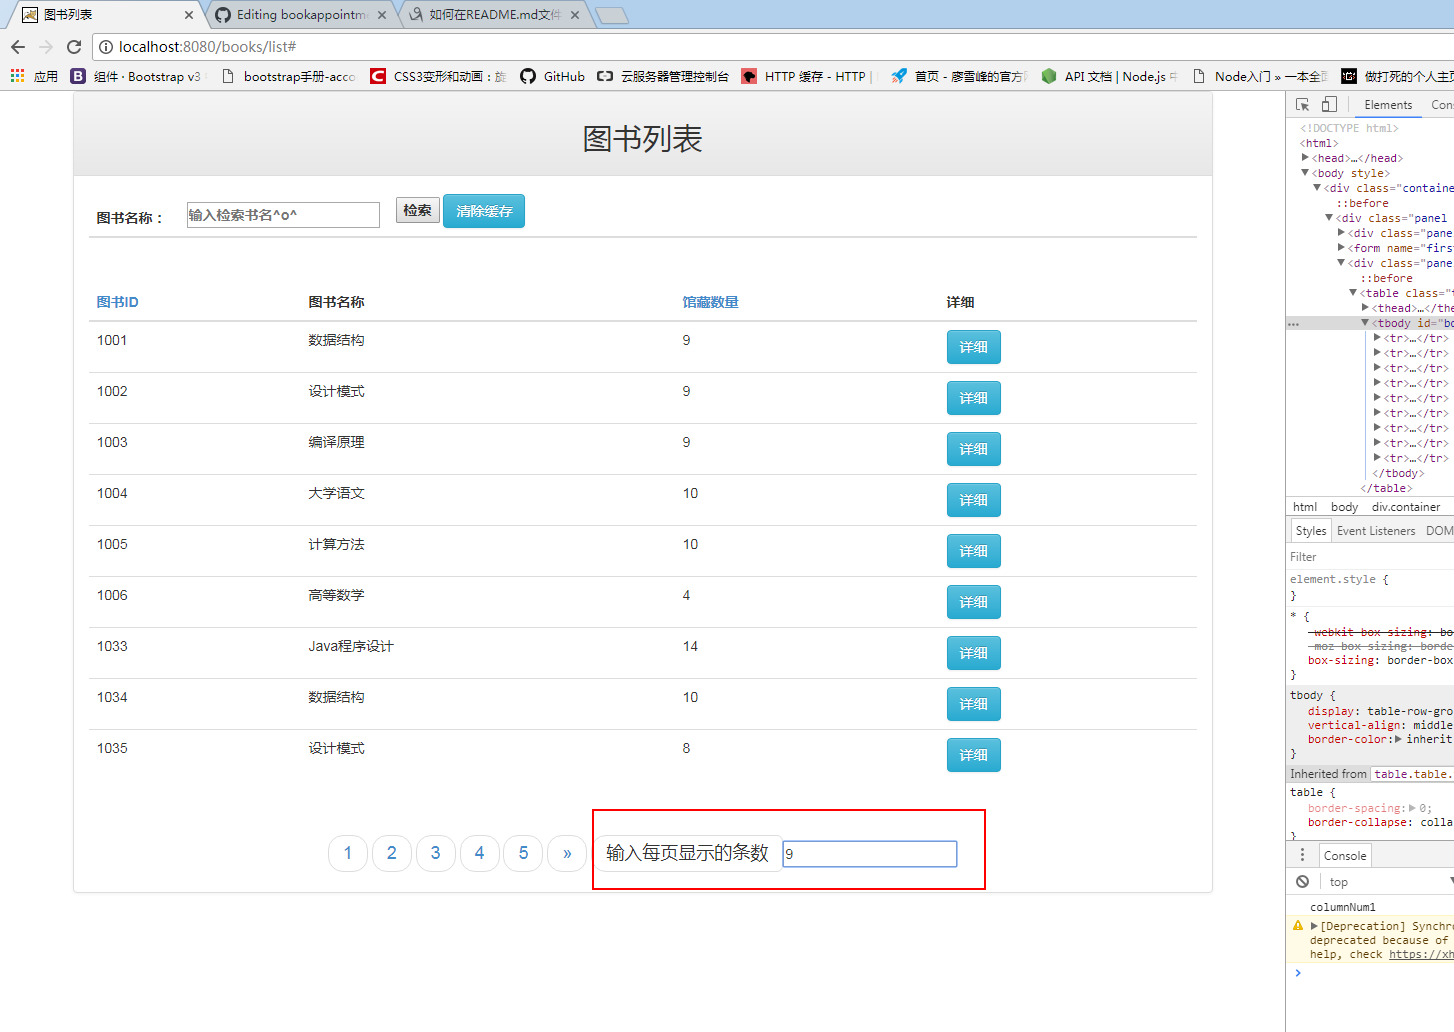 图书列表
Editing bookappointm
如何在README.md文件
localhost:8080/books/list#
应用
组件 · Bootstrap v3
bootstrap手册-acco
CSS3变形和动画：旋
GitHub
云服务器管理控制台
HTTP 缓存 - HTTP |
首页 - 廖雪峰的官方网
API 文档 | Node.js 中
Node入门 » 一本全面
做打死的个人主页
图书列表
图书名称： 输入检索书名^o^ 检索 清除缓存
图书ID 图书名称 馆藏数量 详细
1001 数据结构 9 详细
1002 设计模式 9 详细
1003 编译原理 9 详细
1004 大学语文 10 详细
1005 计算方法 10 详细
1006 高等数学 4 详细
1033 Java程序设计 14 详细
1034 数据结构 10 详细
1035 设计模式 8 详细
1 2 3 4 5 » 输入每页显示的条数 9
Elements Con
<!DOCTYPE html>
<html>
<head>…</head>
<body style>
<div class="containe
::before
<div class="panel
<div class="pane
<form name="firs
<div class="pane
::before
<table class="t
<thead>…</the
… <tbody id="bo
<tr>…</tr>
<tr>…</tr>
<tr>…</tr>
<tr>…</tr>
<tr>…</tr>
<tr>…</tr>
<tr>…</tr>
<tr>…</tr>
<tr>…</tr>
</tbody>
</table>
html body div.container
Styles Event Listeners DOM
Filter
element.style {
}
* {
-webkit-box-sizing: bo
-moz-box-sizing: borde
box-sizing: border-box
}
tbody {
display: table-row-gro
vertical-align: middle
border-color: inherit
}
Inherited from table.table.
table {
border-spacing: 0;
border-collapse: colla
}
Console
top
columnNum1
[Deprecation] Synchro
deprecated because of
help, check https://xh